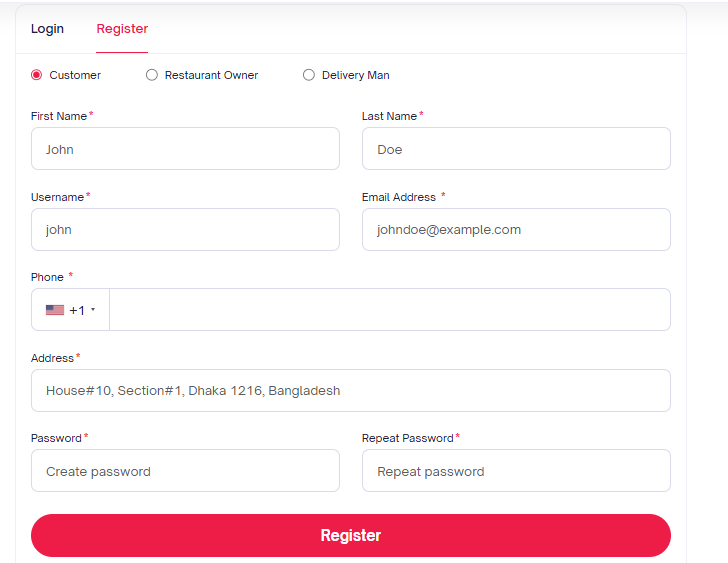 Login Register
Customer Restaurant Owner Delivery Man
First Name* Last Name*
John Doe
Username* Email Address *
john johndoe@example.com
Phone *
+1
Address*
House#10, Section#1, Dhaka 1216, Bangladesh
Password* Repeat Password*
Create password Repeat password
Register